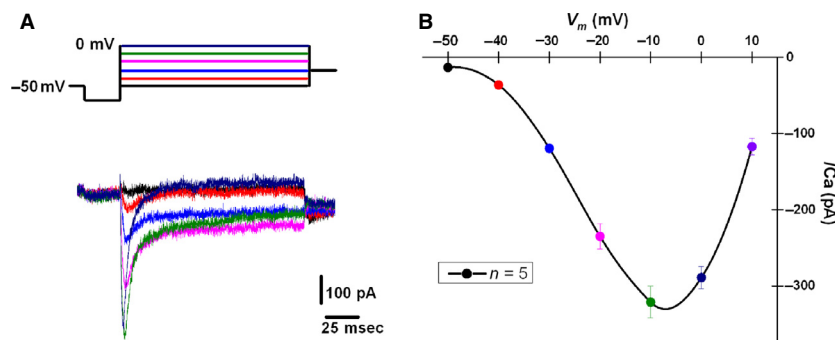 A
0 mV
–50 mV
100 pA
25 msec
B
Vm (mV)
–50 –40 –30 –20 –10 0 10
0
–100
–200
–300
ICa (pA)
n = 5